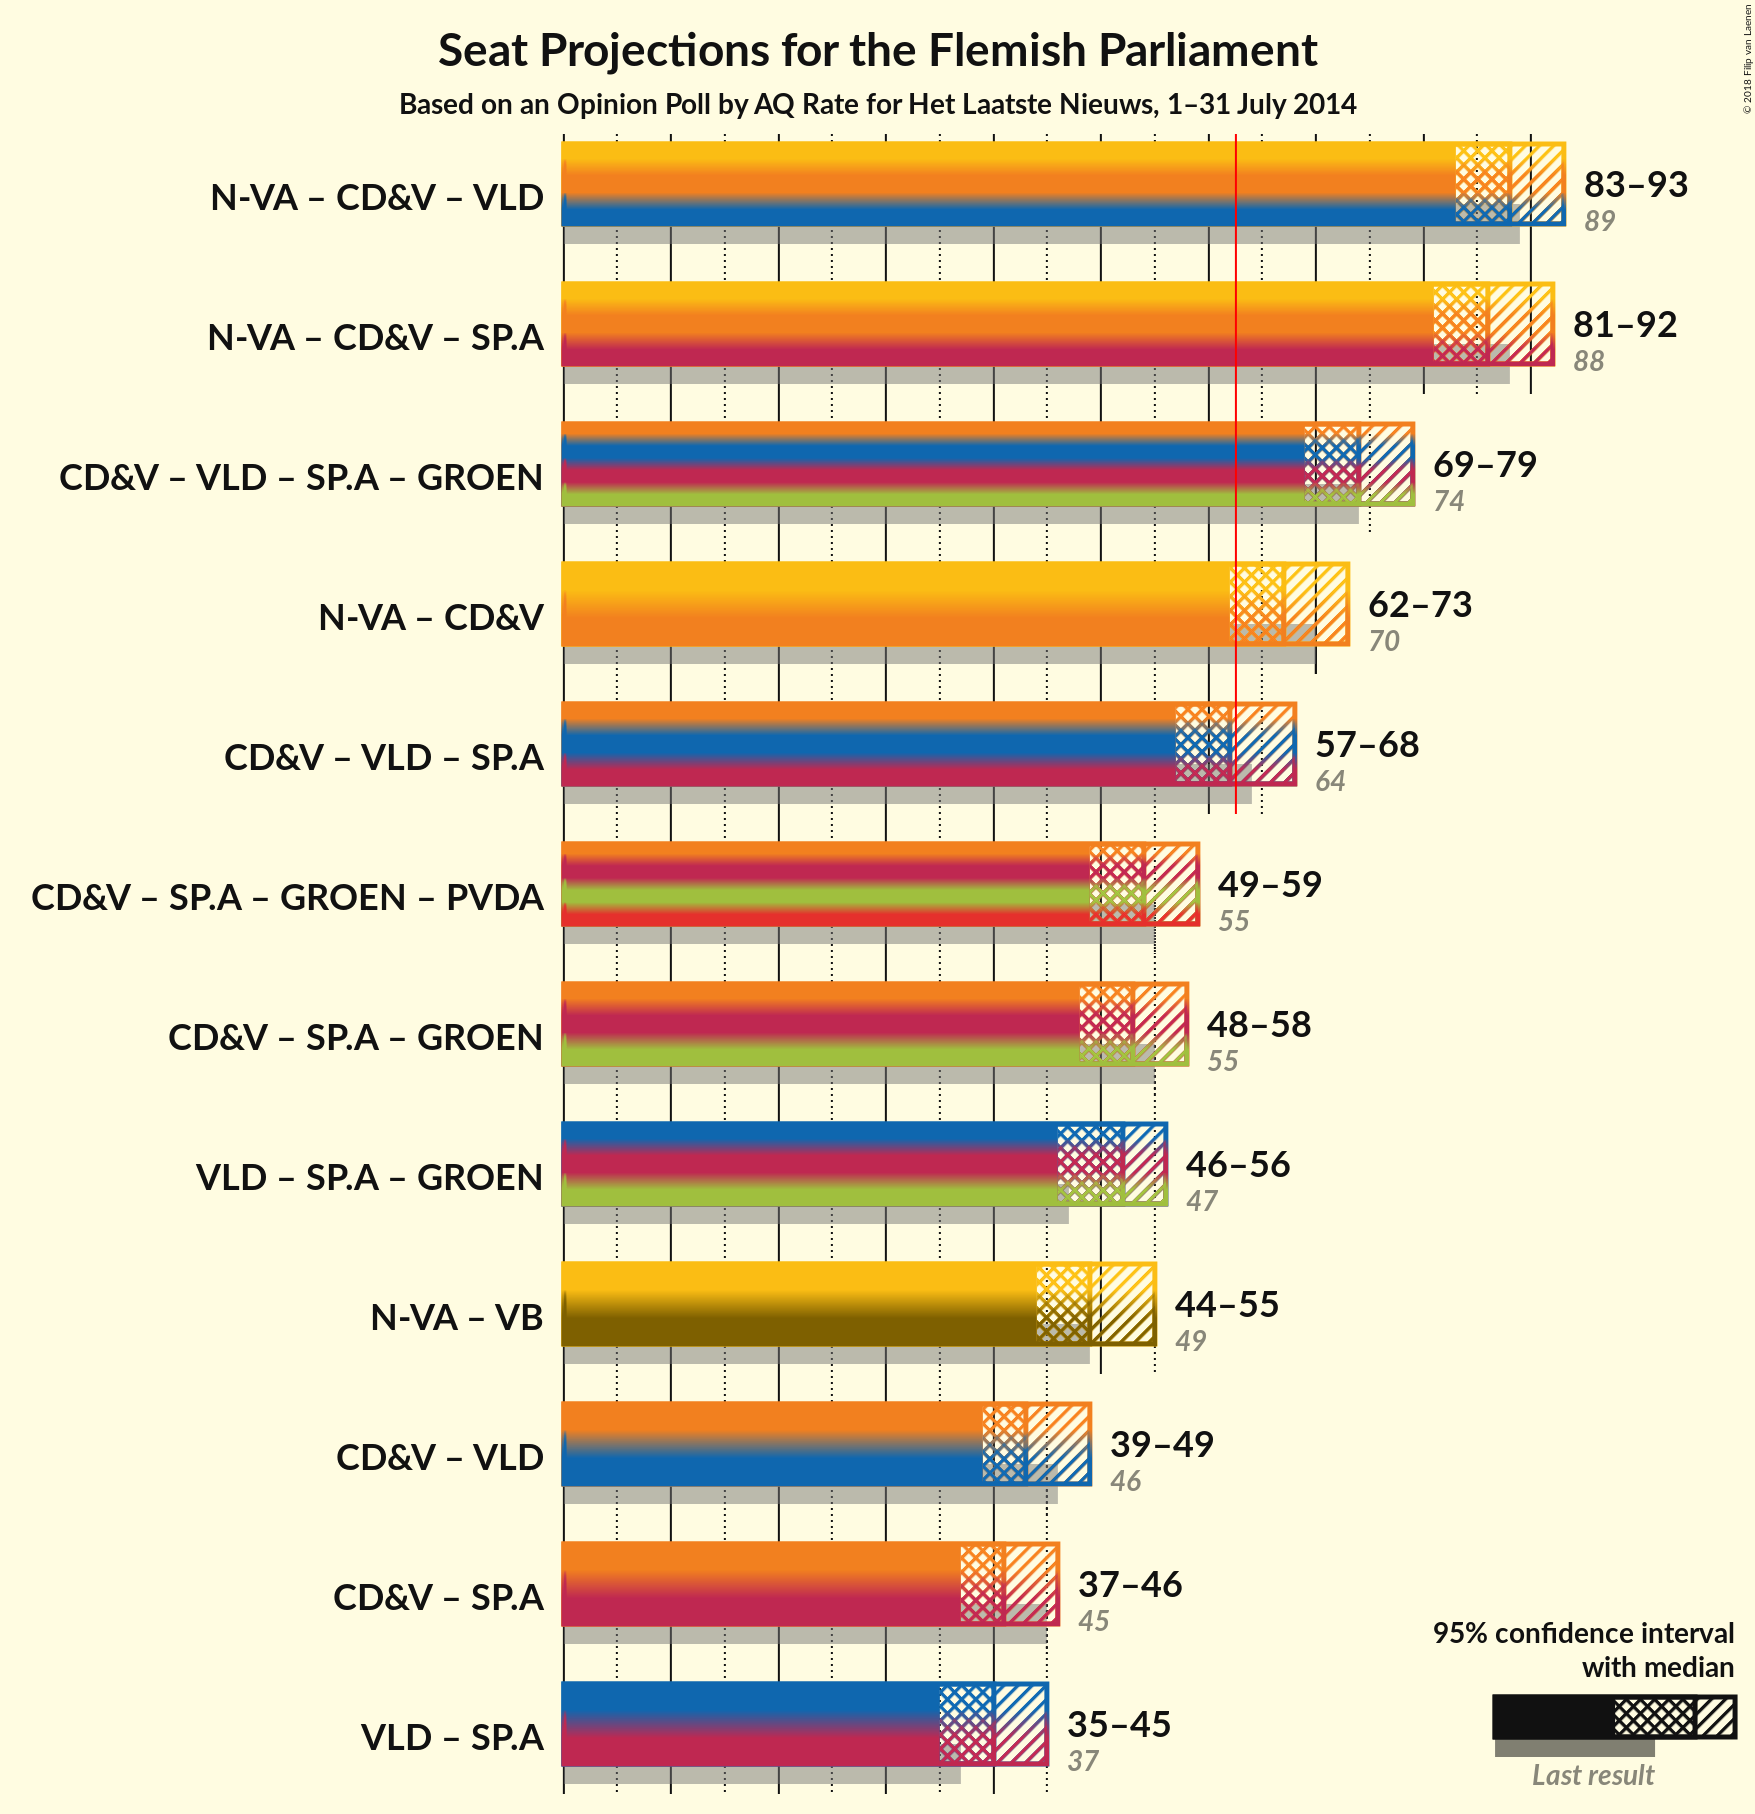 Seat Projections for the Flemish Parliament
Based on an Opinion Poll by AQ Rate for Het Laatste Nieuws, 1–31 July 2014
© 2018 Filip van Laenen
N-VA – CD&V – VLD
83–93
89
N-VA – CD&V – SP.A
81–92
88
CD&V – VLD – SP.A – GROEN
69–79
74
N-VA – CD&V
62–73
70
CD&V – VLD – SP.A
57–68
64
CD&V – SP.A – GROEN – PVDA
49–59
55
CD&V – SP.A – GROEN
48–58
55
VLD – SP.A – GROEN
46–56
47
N-VA – VB
44–55
49
CD&V – VLD
39–49
46
CD&V – SP.A
37–46
45
VLD – SP.A
35–45
37
95% confidence interval
with median
Last result